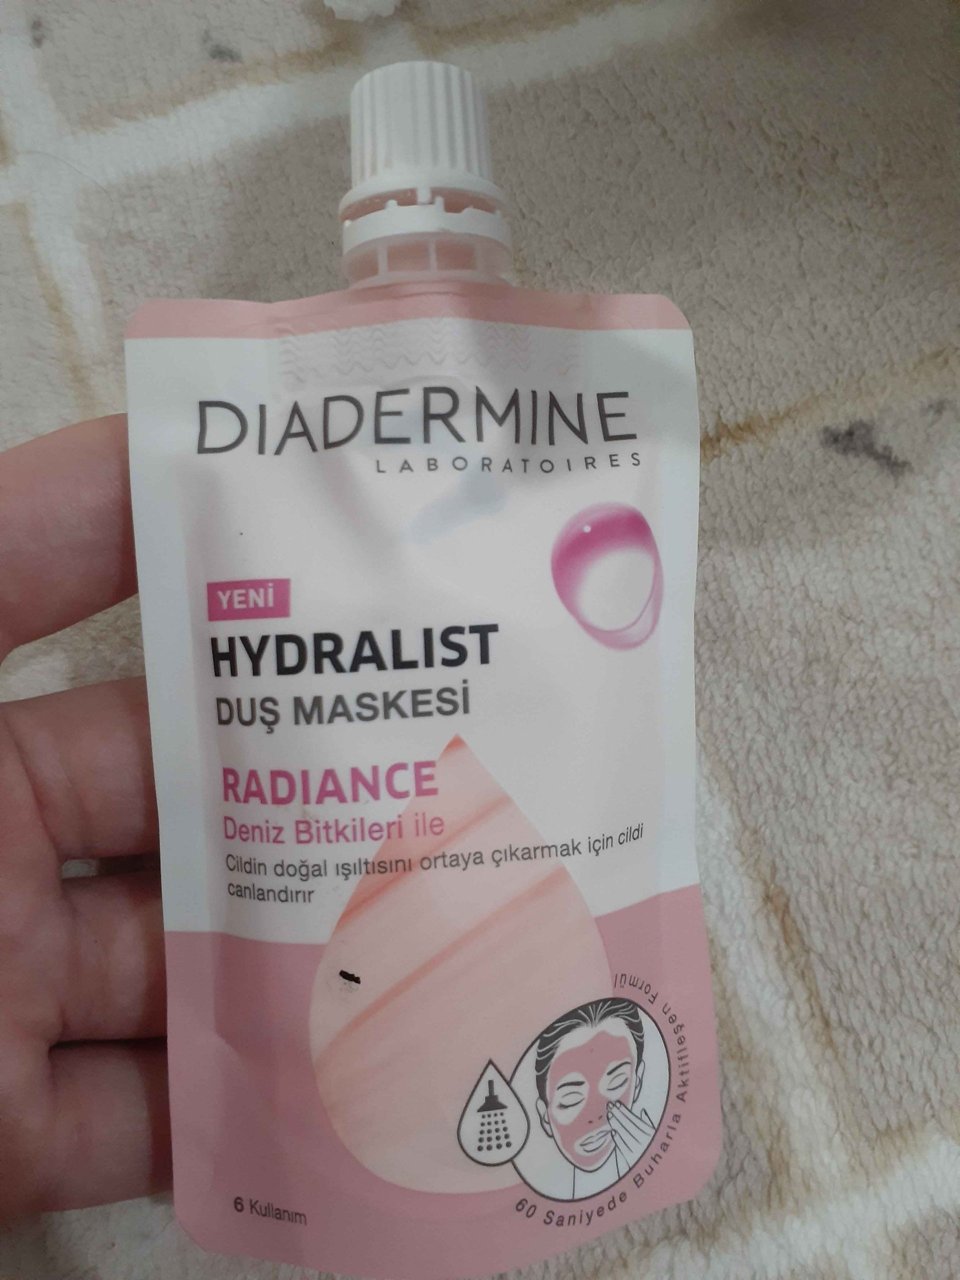 DIADERMINE
LABORATOIRES
YENİ
HYDRALIST
DUŞ MASKESİ
RADIANCE
Deniz Bitkileri ile
Cildin doğal ışıltısını ortaya çıkarmak için cildi
canlandırır
60 Saniyede Buharla Aktifleşen Formül
6 Kullanım